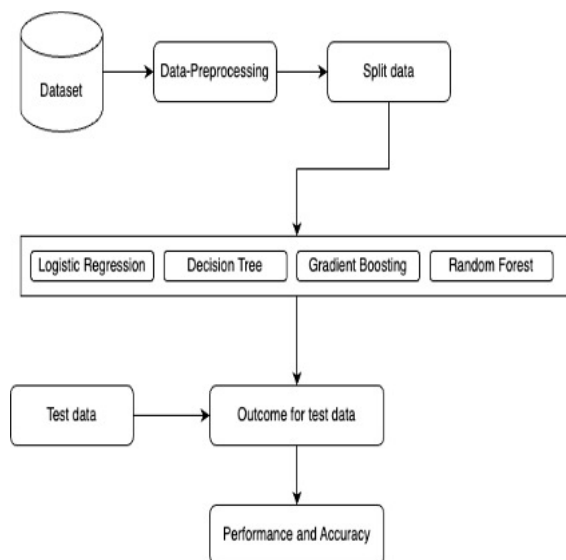 Dataset
Data-Preprocessing
Split data
Logistic Regression
Decision Tree
Gradient Boosting
Random Forest
Test data
Outcome for test data
Performance and Accuracy